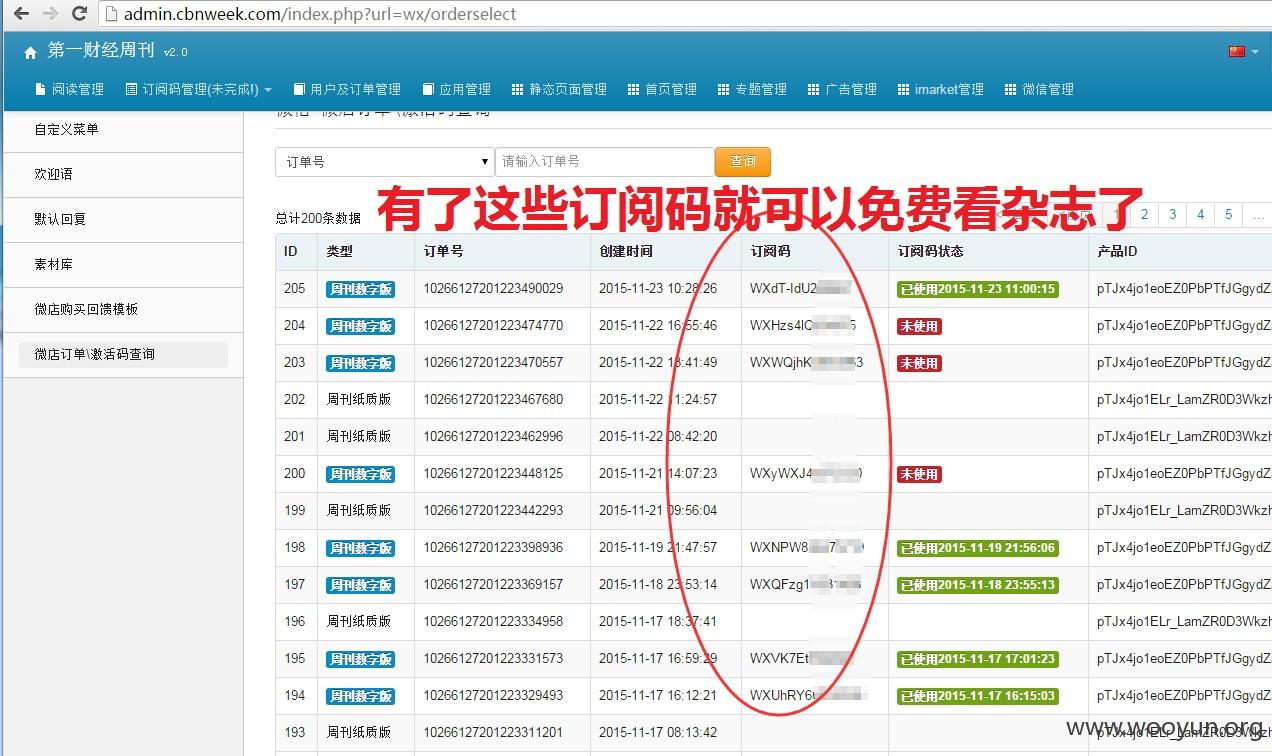 admin.cbnweek.com/index.php?url=wx/orderselect
第一财经周刊 v2.0
阅读管理 订阅码管理(未完成!) 用户及订单管理 应用管理 静态页面管理 首页管理 专题管理 广告管理 imarket管理 微信管理
自定义菜单
欢迎语
默认回复
素材库
微店购买回馈模板
微店订单\激活码查询
订单号 请输入订单号 查询
有了这些订阅码就可以免费看杂志了
总计200条数据 1 2 3 4 5 ...
ID 类型 订单号 创建时间 订阅码 订阅码状态 产品ID
205 周刊数字版 10266127201223490029 2015-11-23 10:28:26 WXdT-IdU2 已使用2015-11-23 11:00:15 pTJx4jo1eoEZ0PbPTfJGgydZ
204 周刊数字版 10266127201223474770 2015-11-22 16:55:46 WXHzs4IC 5 未使用 pTJx4jo1eoEZ0PbPTfJGgydZ
203 周刊数字版 10266127201223470557 2015-11-22 13:41:49 WXWQjhK 3 未使用 pTJx4jo1eoEZ0PbPTfJGgydZ
202 周刊纸质版 10266127201223467680 2015-11-22 11:24:57 pTJx4jo1ELr_LamZR0D3Wkzh
201 周刊纸质版 10266127201223462996 2015-11-22 08:42:20 pTJx4jo1ELr_LamZR0D3Wkzh
200 周刊数字版 10266127201223448125 2015-11-21 14:07:23 WXyWXJ4 未使用 pTJx4jo1eoEZ0PbPTfJGgydZ
199 周刊纸质版 10266127201223442293 2015-11-21 09:56:04 pTJx4jo1ELr_LamZR0D3Wkzh
198 周刊数字版 10266127201223398936 2015-11-19 21:47:57 WXNPW8 已使用2015-11-19 21:56:06 pTJx4jo1eoEZ0PbPTfJGgydZ
197 周刊数字版 10266127201223369157 2015-11-18 23:53:14 WXQFzg1 已使用2015-11-18 23:55:13 pTJx4jo1eoEZ0PbPTfJGgydZ
196 周刊纸质版 10266127201223334958 2015-11-17 18:37:41 pTJx4jo1ELr_LamZR0D3Wkzh
195 周刊数字版 10266127201223331573 2015-11-17 16:59:29 WXVK7Et 已使用2015-11-17 17:01:23 pTJx4jo1eoEZ0PbPTfJGgydZ
194 周刊数字版 10266127201223329493 2015-11-17 16:12:21 WXUhRY6 已使用2015-11-17 16:15:03 pTJx4jo1eoEZ0PbPTfJGgydZ
193 周刊纸质版 10266127201223311201 2015-11-17 08:13:42 pTJx4jo1ELr_LamZR0D3Wkzh
www.wooyun.org